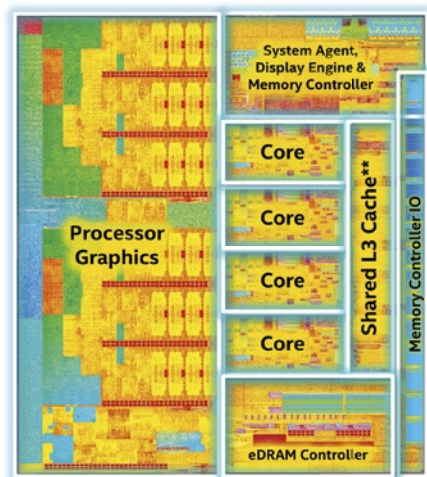 System Agent,
Display Engine &
Memory Controller
Core
Core
Core
Core
Processor
Graphics
Shared L3 Cache**
Memory Controller IO
eDRAM Controller